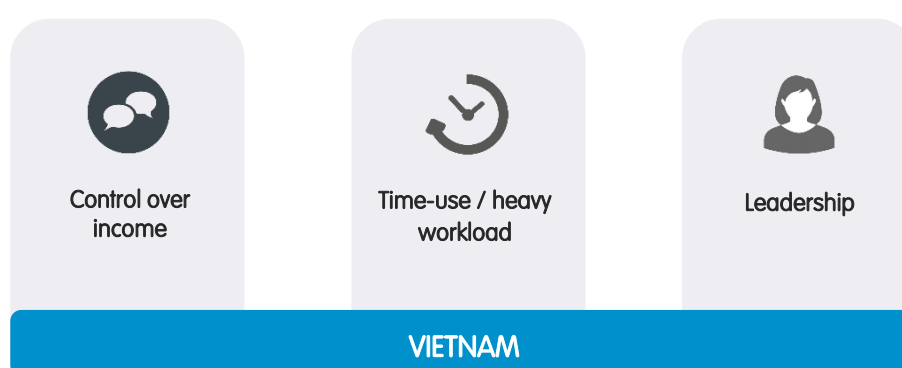 Control over
income
Time-use / heavy
workload
Leadership
VIETNAM